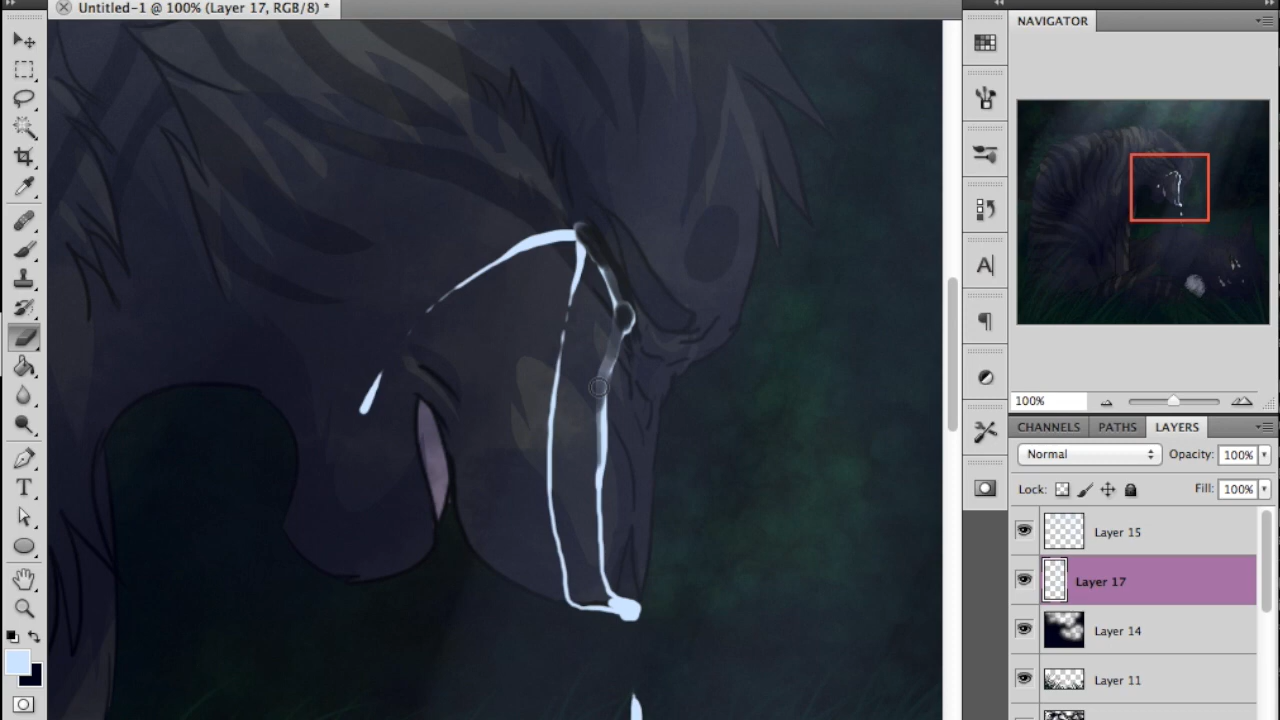 Untitled-1 @ 100% (Layer 17, RGB/8) *
NAVIGATOR
100%
CHANNELS PATHS LAYERS
Normal Opacity: 100%
Lock: Fill: 100%
Layer 15
Layer 17
Layer 14
Layer 11